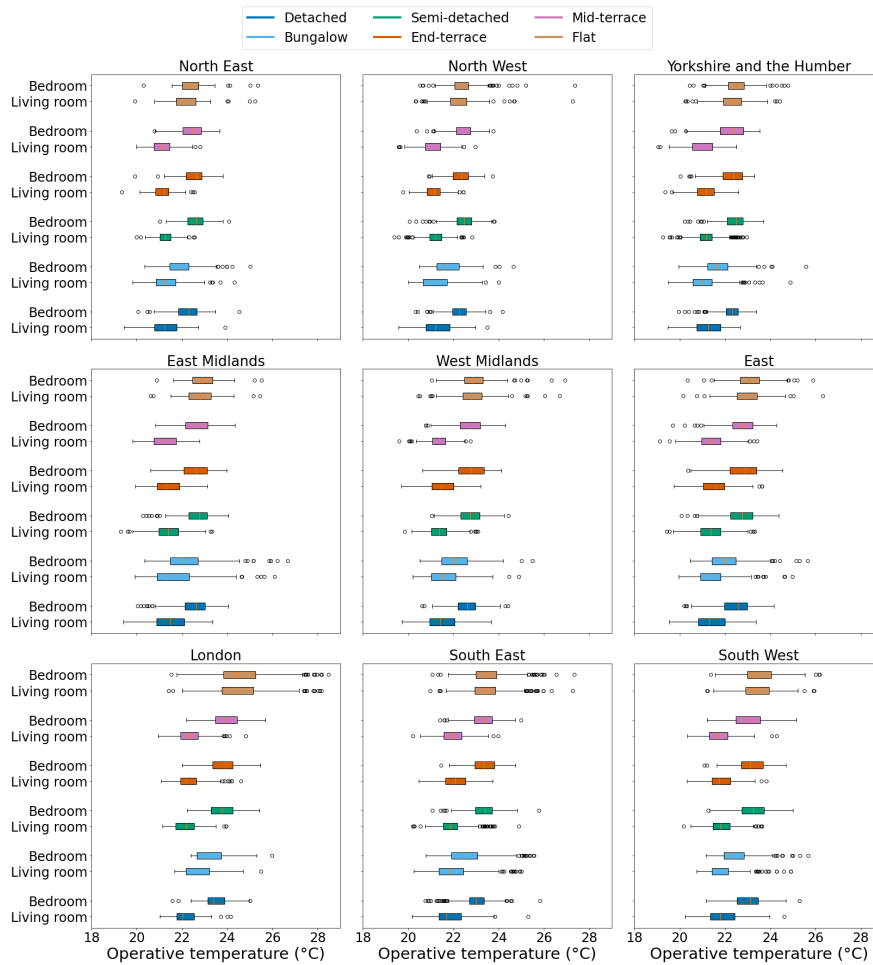 Detached Semi-detached Mid-terrace
Bungalow End-terrace Flat
North East North West Yorkshire and the Humber
Bedroom
Living room
Bedroom
Living room
Bedroom
Living room
Bedroom
Living room
Bedroom
Living room
Bedroom
Living room
East Midlands West Midlands East
Bedroom
Living room
Bedroom
Living room
Bedroom
Living room
Bedroom
Living room
Bedroom
Living room
Bedroom
Living room
London South East South West
Bedroom
Living room
Bedroom
Living room
Bedroom
Living room
Bedroom
Living room
Bedroom
Living room
Bedroom
Living room
18 20 22 24 26 28 18 20 22 24 26 28 18 20 22 24 26 28
Operative temperature (°C) Operative temperature (°C) Operative temperature (°C)